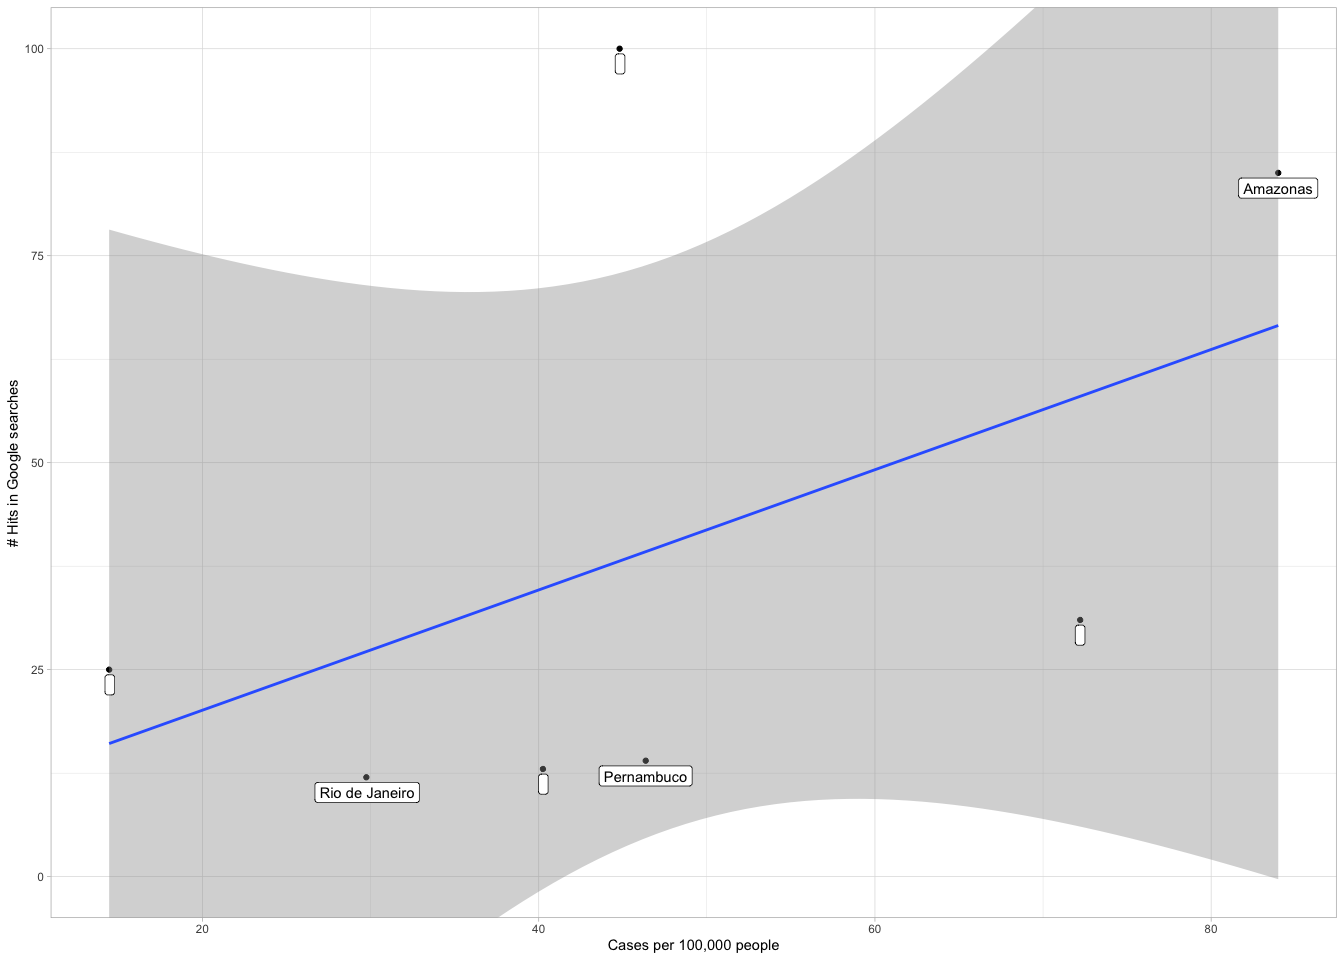 100
75
50
25
0
# Hits in Google searches
Amazonas
Rio de Janeiro
Pernambuco
20
40
60
80
Cases per 100,000 people